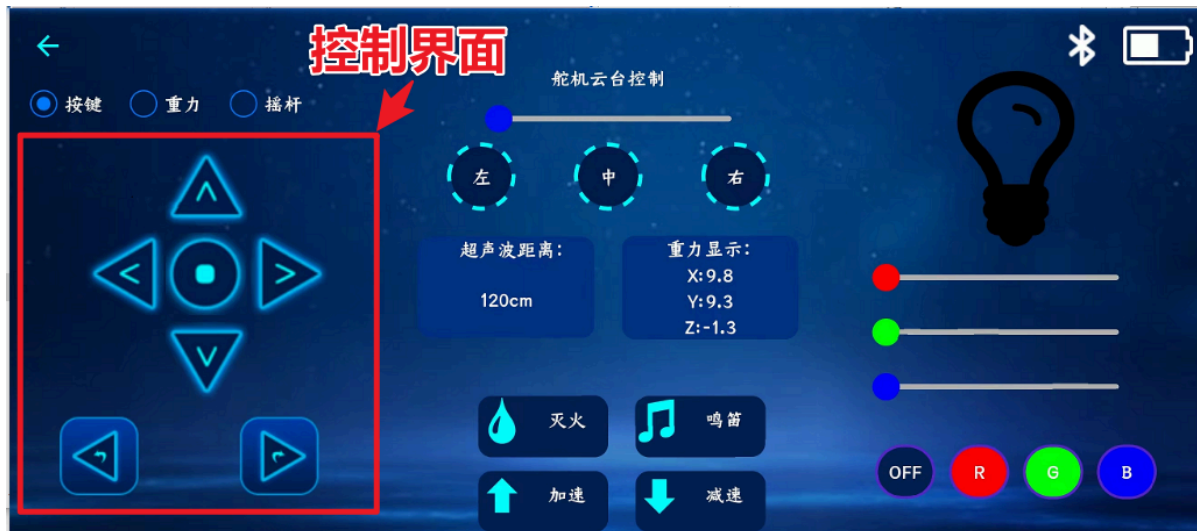 控制界面
按键
重力
摇杆
舵机云台控制
左
中
右
超声波距离:
120cm
重力显示:
X:9.8
Y:9.3
Z:-1.3
灭火
鸣笛
加速
减速
OFF
R
G
B